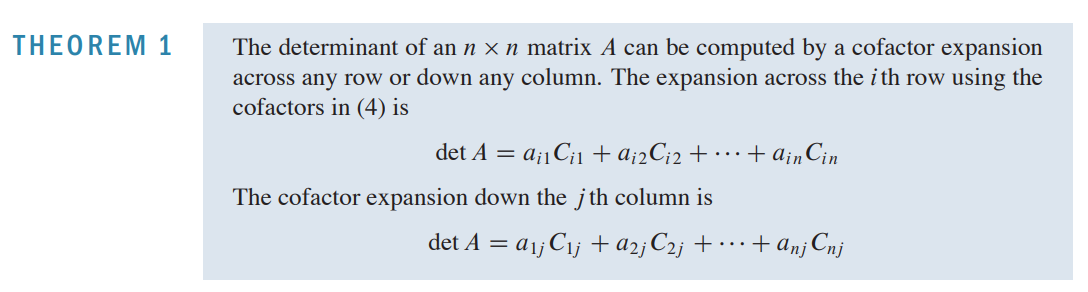 THEOREM 1
The determinant of an n × n matrix A can be computed by a cofactor expansion
across any row or down any column. The expansion across the ith row using the
cofactors in (4) is
det A = a_{i1}C_{i1} + a_{i2}C_{i2} + ··· + a_{in}C_{in}
The cofactor expansion down the jth column is
det A = a_{1j}C_{1j} + a_{2j}C_{2j} + ··· + a_{nj}C_{nj}